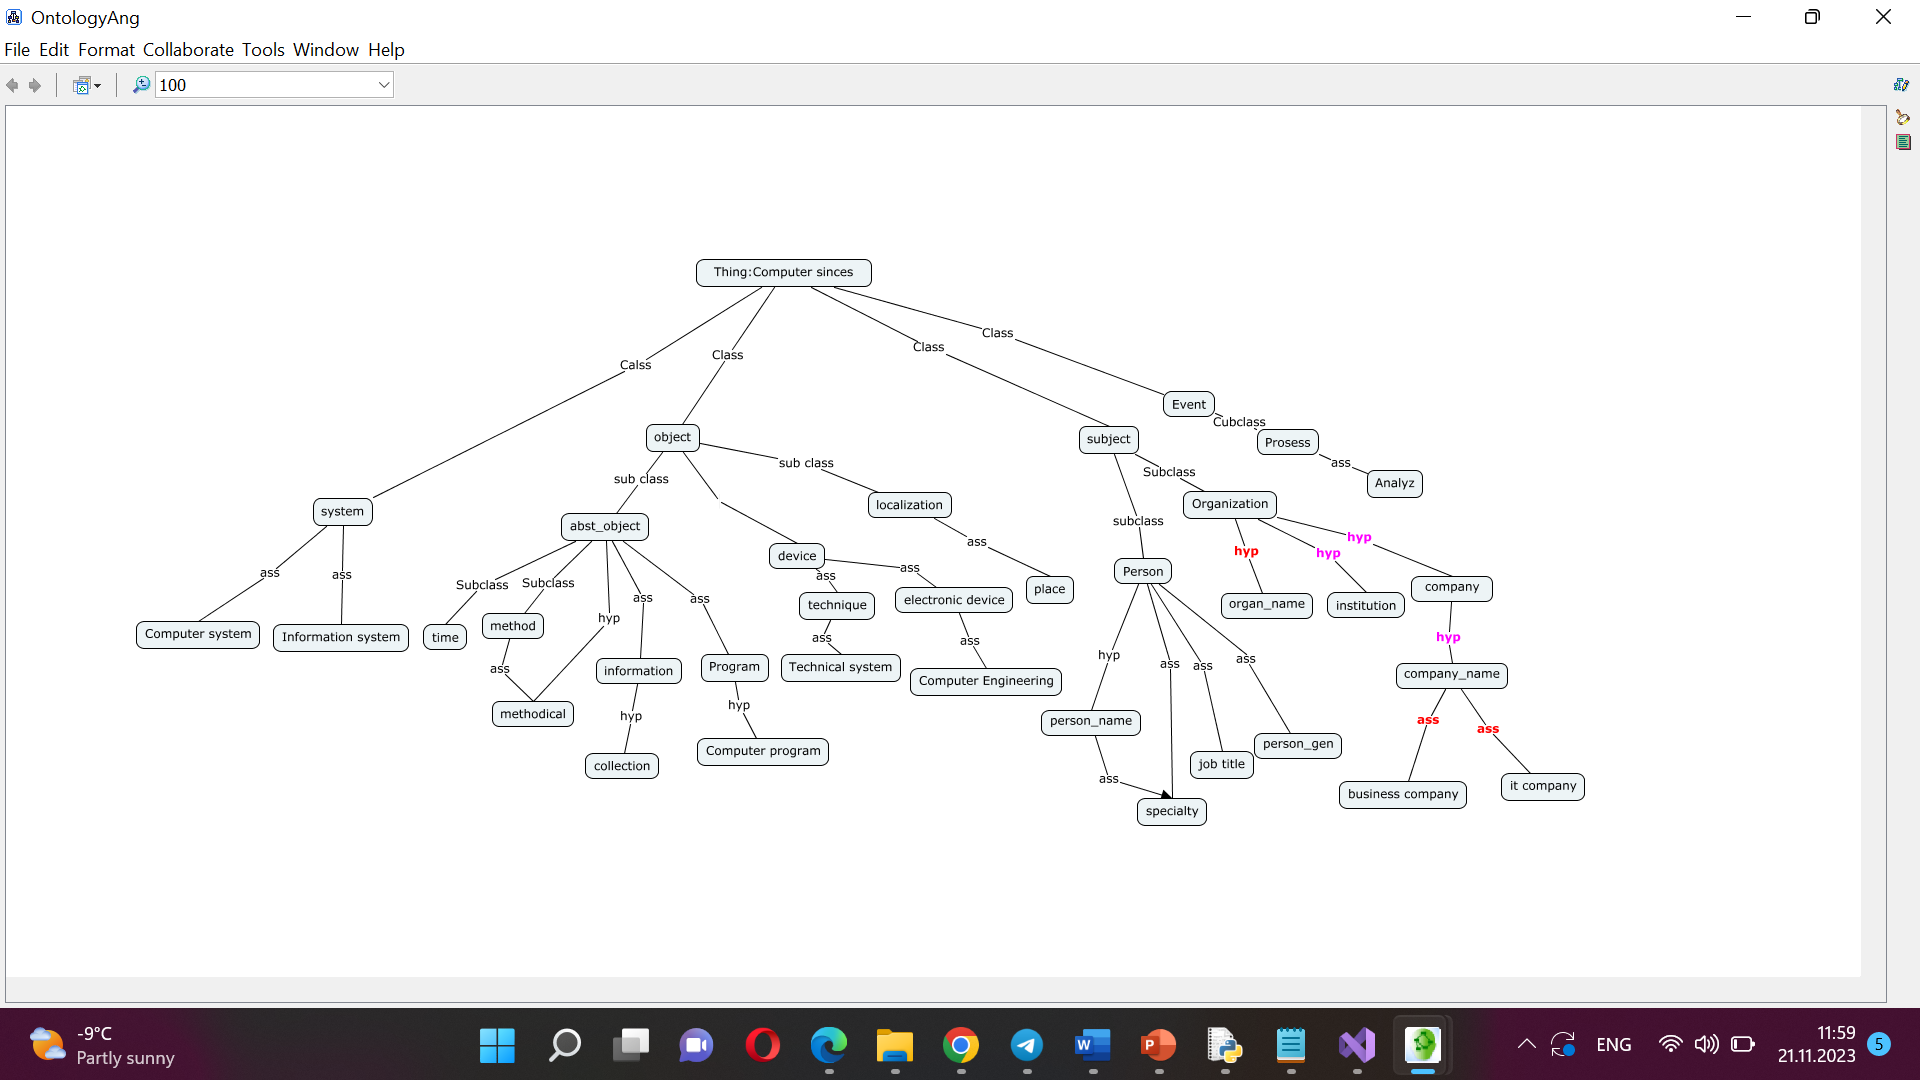 OntologyAng
File Edit Format Collaborate Tools Window Help
100
Thing:Computer sinces
Class
Class
Class
Calss
Event
Cubclass
object
subject
Prosess
sub class
ass
Subclass
sub class
Analyz
system
localization
Organization
abst_object
subclass
hyp
ass
hyp
hyp
device
ass
ass
ass
Person
ass
Subclass
Subclass
company
place
ass
ass
technique
electronic device
organ_name
institution
hyp
Computer system
Information system
time
method
ass
ass
hyp
hyp
ass
ass
ass
ass
information
Program
Technical system
Computer Engineering
company_name
hyp
hyp
methodical
person_name
ass
ass
person_gen
Computer program
collection
job title
ass
it company
business company
specialty
-9°C
Partly sunny
ENG
11:59
21.11.2023
5